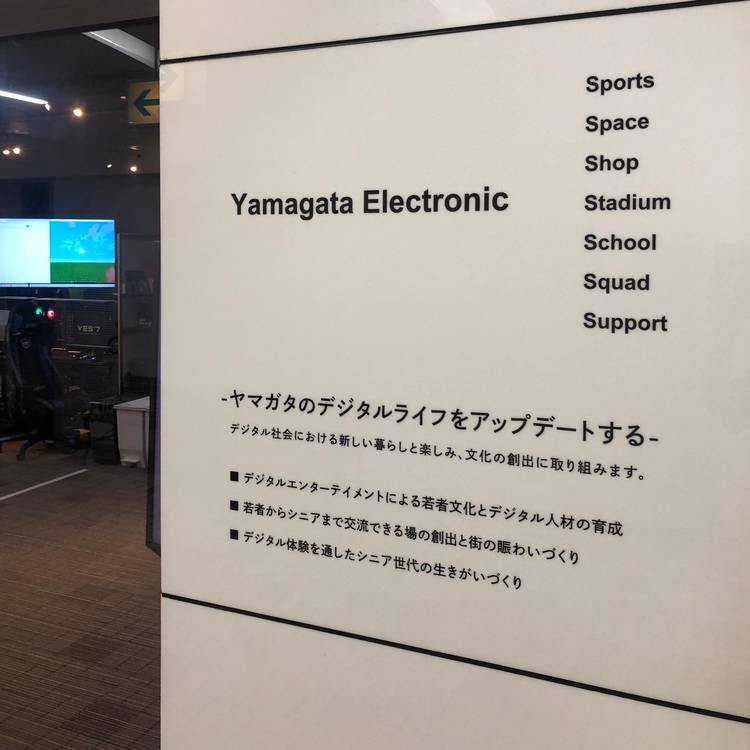 Sports
Space
Shop
Yamagata Electronic
Stadium
School
Squad
Support
-ヤマガタのデジタルライフをアップデートする-
デジタル社会における新しい暮らしと楽しみ、文化の創出に取り組みます。
■ デジタルエンターテイメントによる若者文化とデジタル人材の育成
■ 若者からシニアまで交流できる場の創出と街の賑わいづくり
■ デジタル体験を通したシニア世代の生きがいづくり
YES'7